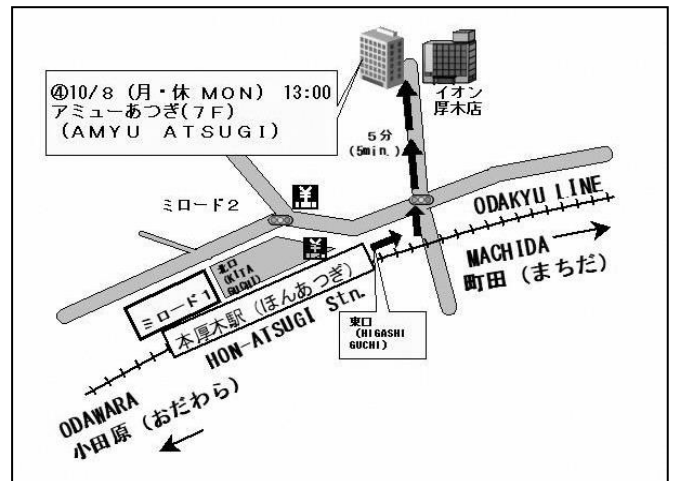 ④10/8 (月・休 MON) 13:00
アミューあつぎ(7F)
(AMYU ATSUGI)
イオン
厚木店
5分
(5min.)
ミロード2
ODAKYU LINE
MACHIDA
町田 (まちだ)
北口
(KITA
GUCHI)
ミロード1
本厚木駅 (ほんあつぎ)
HON-ATSUGI Stn.
東口
(HIGASHI
GUCHI)
ODAWARA
小田原 (おだわら)